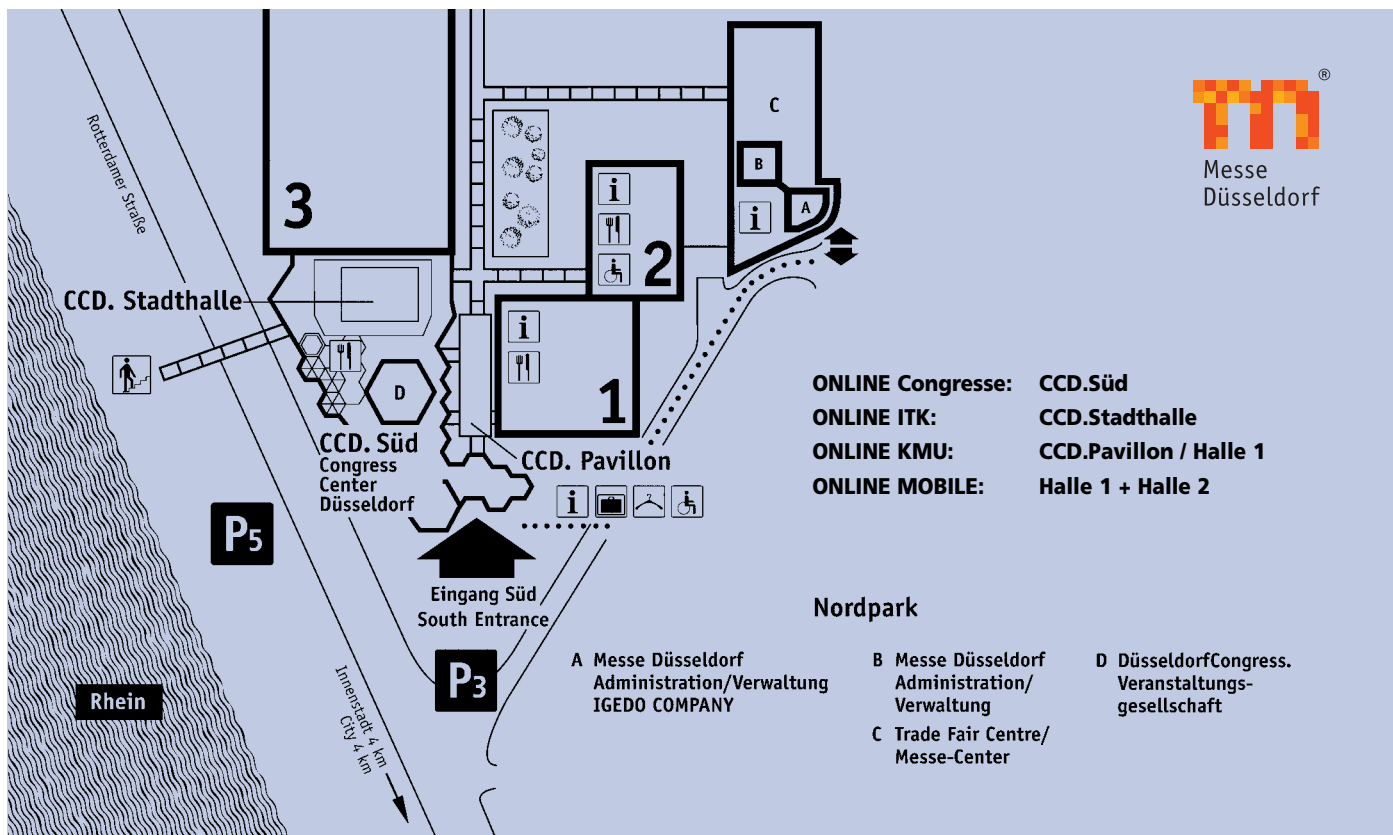 ®
Messe
Düsseldorf
Rotterdamer Straße
3
C
B
A
i
i
2
CCD. Stadthalle
i
1
D
CCD. Süd
Congress
Center
Düsseldorf
CCD. Pavillon
i
ONLINE Congresse: CCD.Süd
ONLINE ITK: CCD.Stadthalle
ONLINE KMU: CCD.Pavillon / Halle 1
ONLINE MOBILE: Halle 1 + Halle 2
P5
Eingang Süd
South Entrance
P3
Rhein
Innenstadt 4 km
City 4 km
Nordpark
A Messe Düsseldorf
Administration/Verwaltung
IGEDO COMPANY
B Messe Düsseldorf
Administration/
Verwaltung
C Trade Fair Centre/
Messe-Center
D DüsseldorfCongress.
Veranstaltungs-
gesellschaft